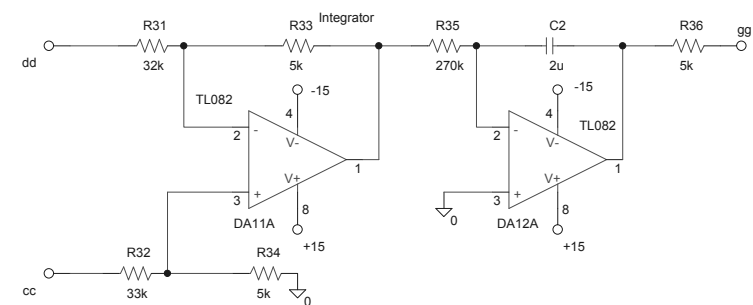 Integrator
R31 R33 R35 C2 R36 gg
dd 32k 5k 270k 2u 5k
TL082 -15 -15 TL082
4 4
2 - V- 2 - V-
1 1
3 + V+ 3 + V+
0 8 8
DA11A DA12A
+15 +15
R32 R34
cc 33k 5k 0